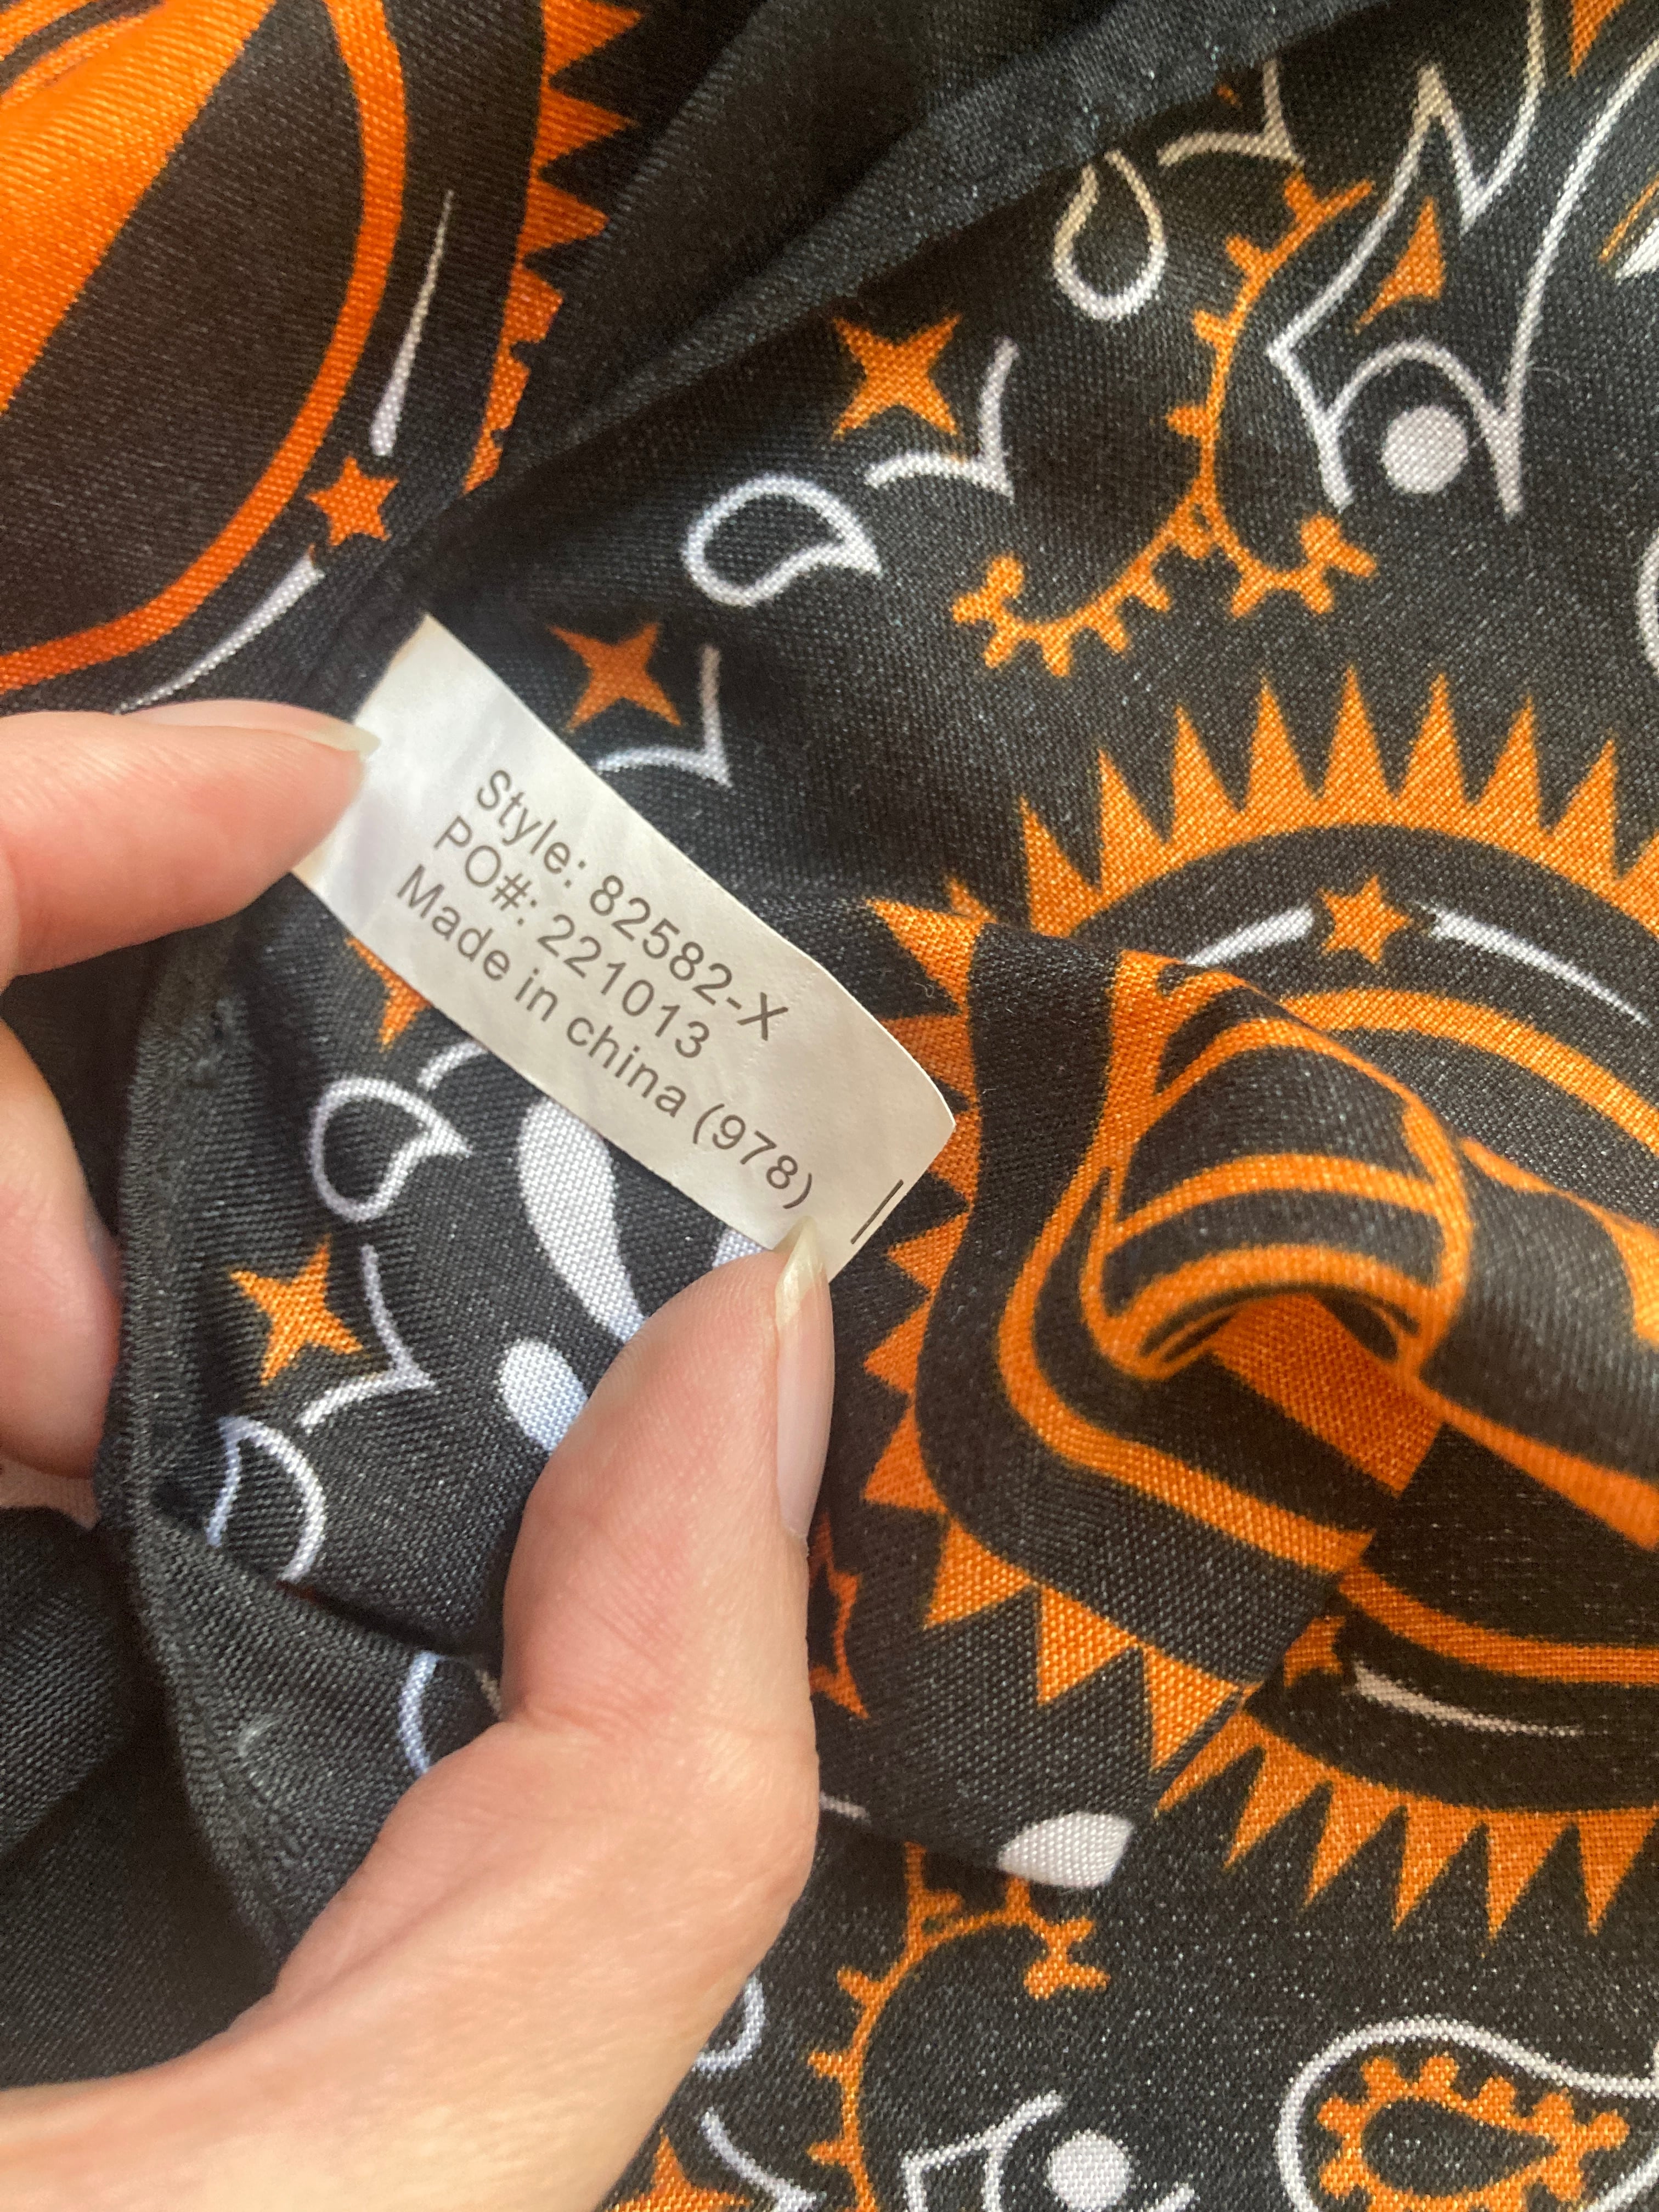 Style: 82582-X
PO#: 221013
Made in china (978)